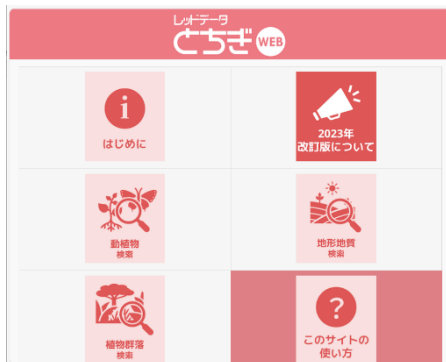 レッドデータ
とちぎ WEB
i
はじめに
2023年
改訂版について
動植物
検索
地形地質
検索
植物群落
検索
?
このサイトの
使い方